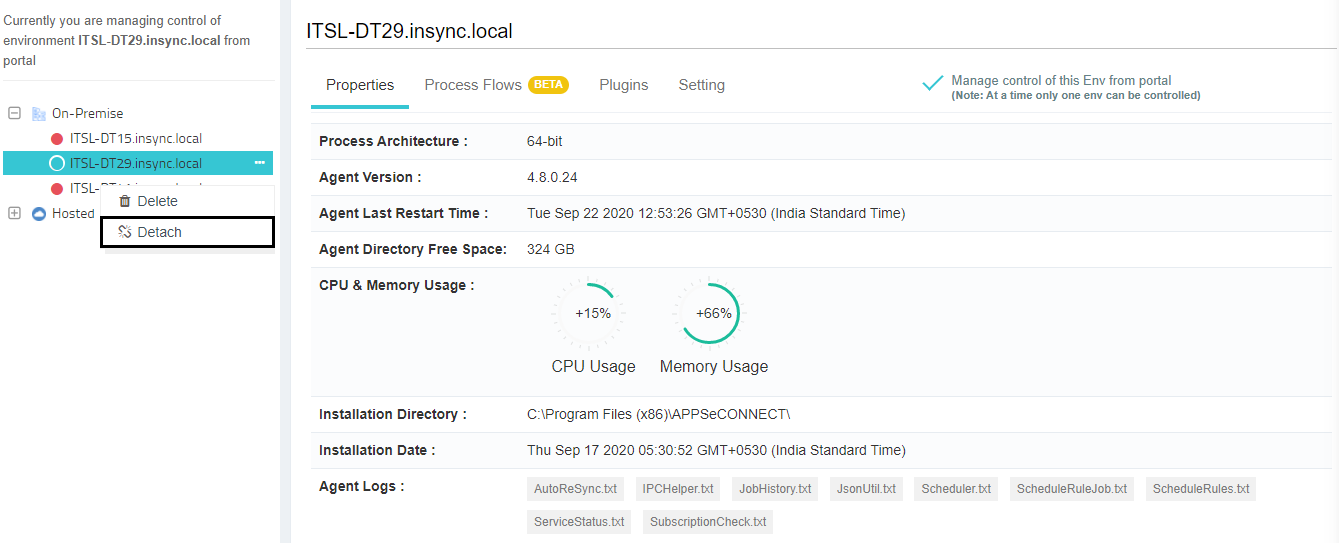 Currently you are managing control of
environment ITSL-DT29.insync.local from
portal
On-Premise
ITSL-DT15.insync.local
ITSL-DT29.insync.local
ITSL-DT
Hosted
Delete
Detach
ITSL-DT29.insync.local
Properties
Process Flows BETA
Plugins
Setting
Manage control of this Env from portal
(Note: At a time only one env can be controlled)
Process Architecture : 64-bit
Agent Version : 4.8.0.24
Agent Last Restart Time : Tue Sep 22 2020 12:53:26 GMT+0530 (India Standard Time)
Agent Directory Free Space: 324 GB
CPU & Memory Usage :
+15% +66%
CPU Usage Memory Usage
Installation Directory : C:\Program Files (x86)\APPSeCONNECT\
Installation Date : Thu Sep 17 2020 05:30:52 GMT+0530 (India Standard Time)
Agent Logs : AutoReSync.txt IPCHelper.txt JobHistory.txt JsonUtil.txt Scheduler.txt ScheduleRuleJob.txt ScheduleRules.txt
ServiceStatus.txt SubscriptionCheck.txt